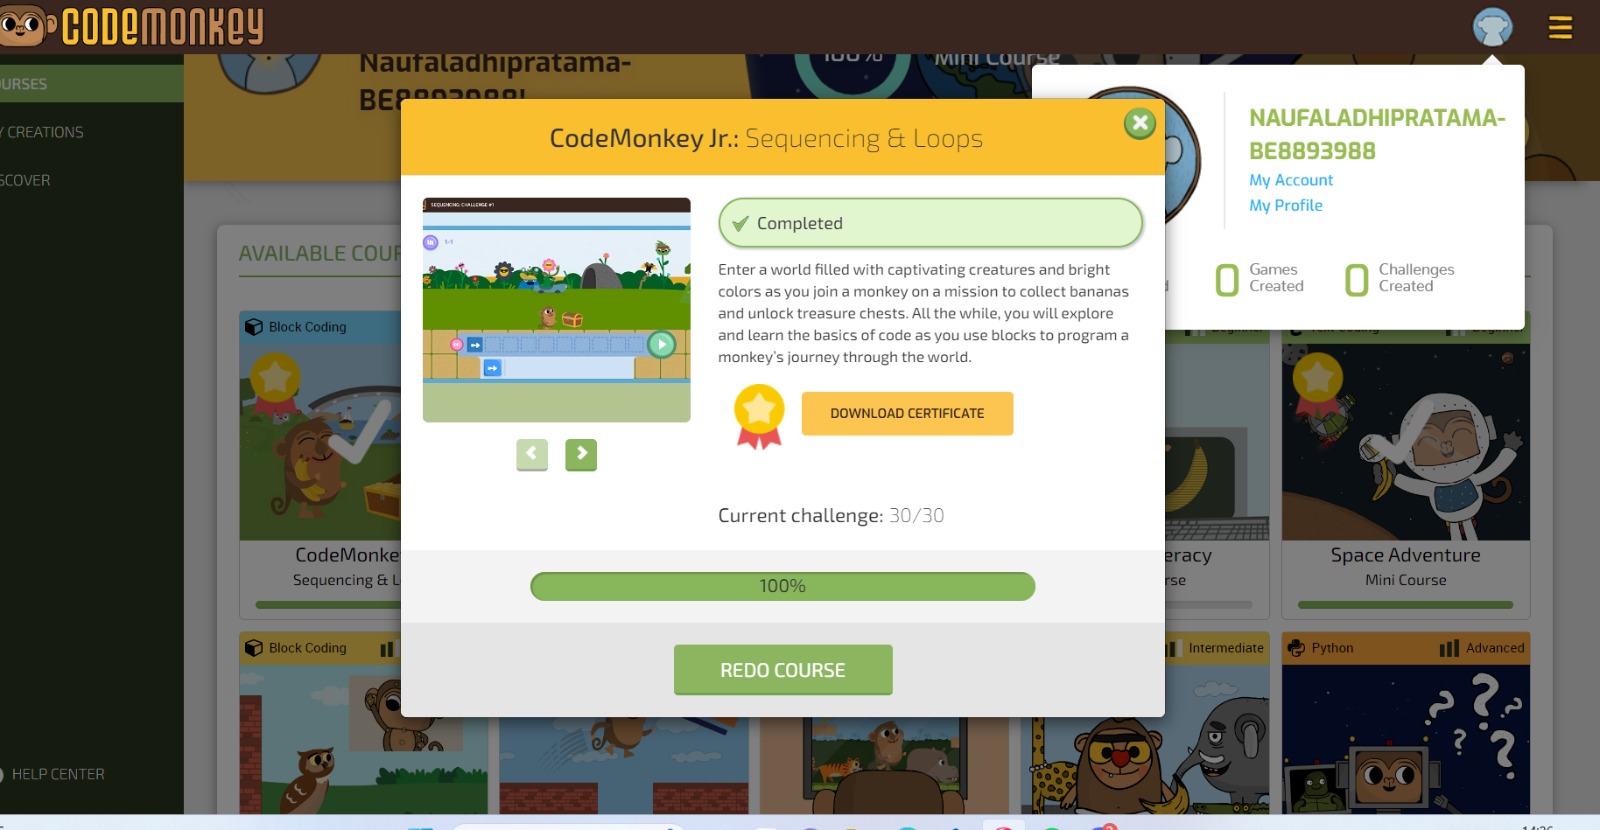 CODEMONKEY
Naufaladhipratama-
BE8893988!
100%
Mini Course
OURSES
Y CREATIONS
SCOVER
HELP CENTER
NAUFALADHIPRATAMA-
BE8893988
My Account
My Profile
0 Games
Created
0 Challenges
Created
CodeMonkey Jr.: Sequencing & Loops
SEQUENCING: CHALLENGE #1
1-1
Completed
Enter a world filled with captivating creatures and bright
colors as you join a monkey on a mission to collect bananas
and unlock treasure chests. All the while, you will explore
and learn the basics of code as you use blocks to program a
monkey's journey through the world.
DOWNLOAD CERTIFICATE
Current challenge: 30/30
100%
REDO COURSE
AVAILABLE COUR
Block Coding
CodeMonke
Sequencing & L
eracy
rse
Space Adventure
Mini Course
Block Coding
Intermediate
Python
Advanced